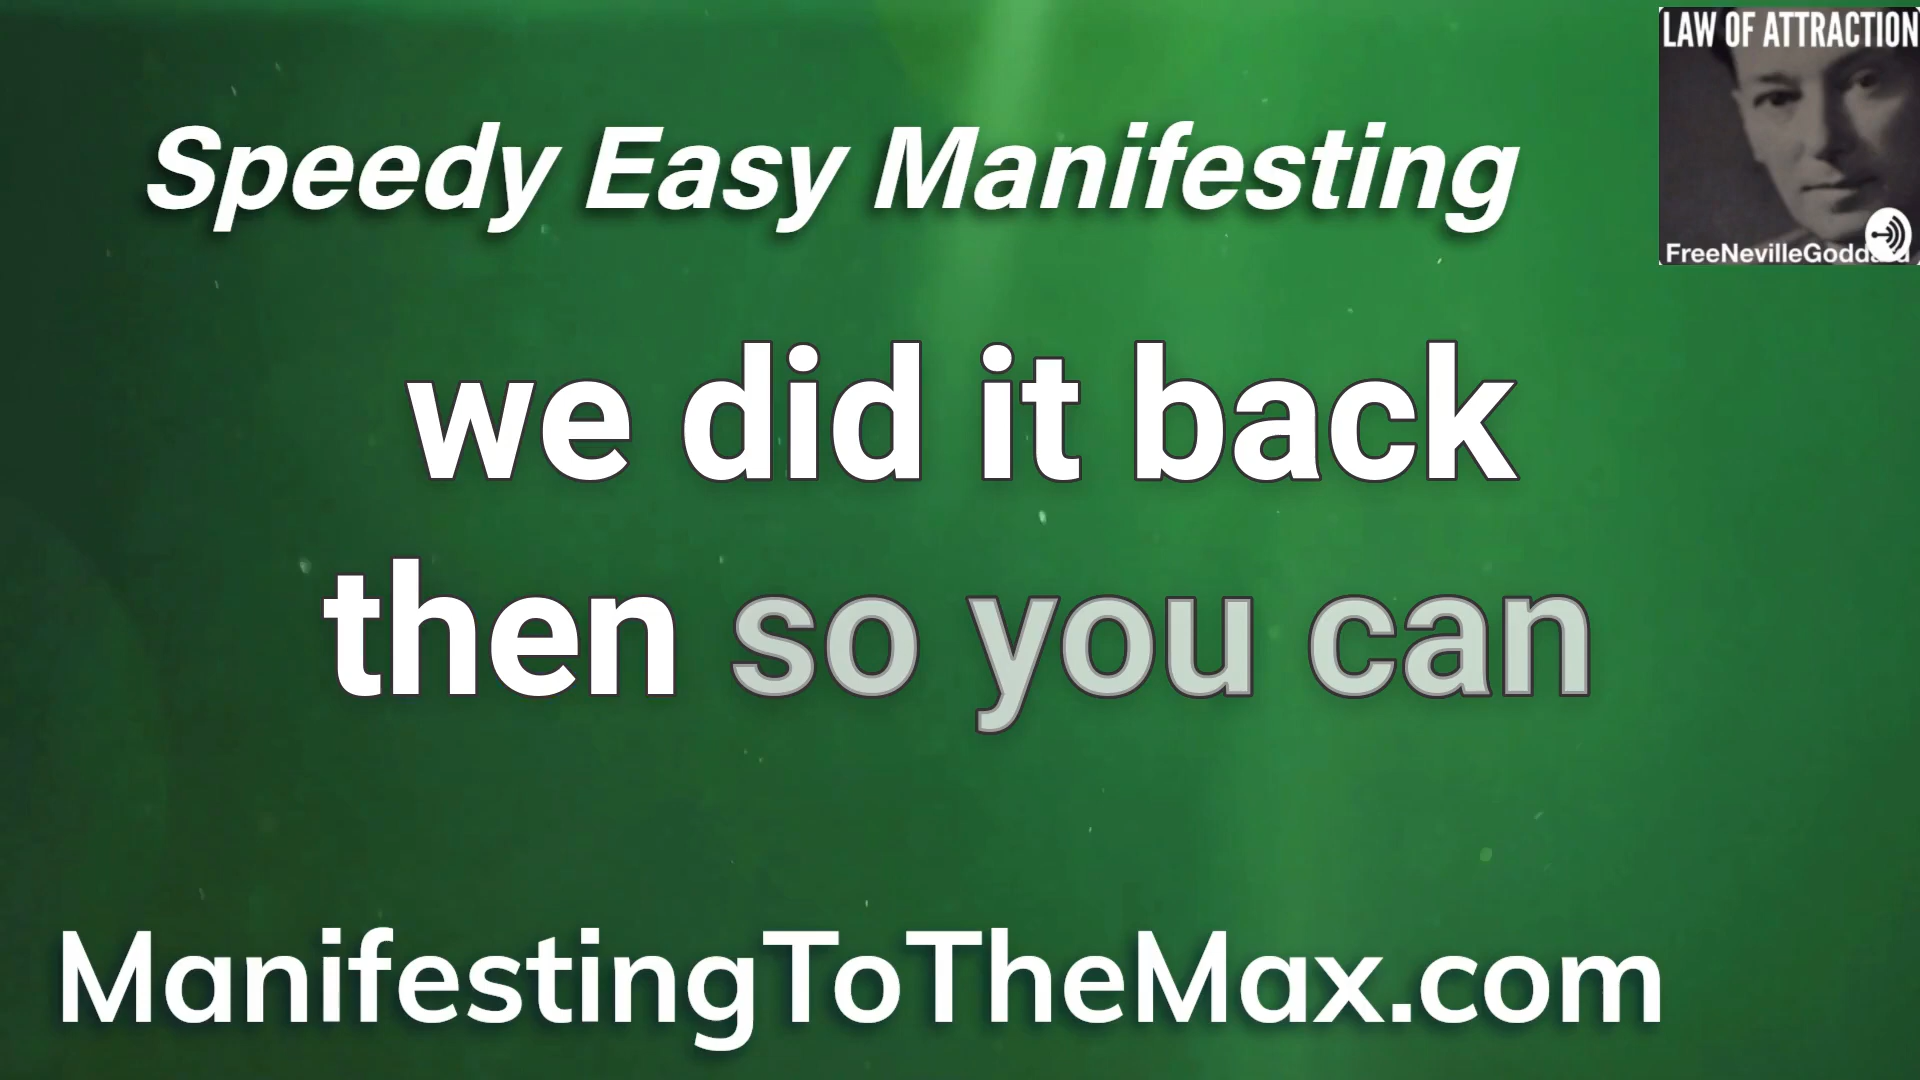 LAW OF ATTRACTION
Speedy Easy Manifesting
we did it back
then so you can
ManifestingToTheMax.com